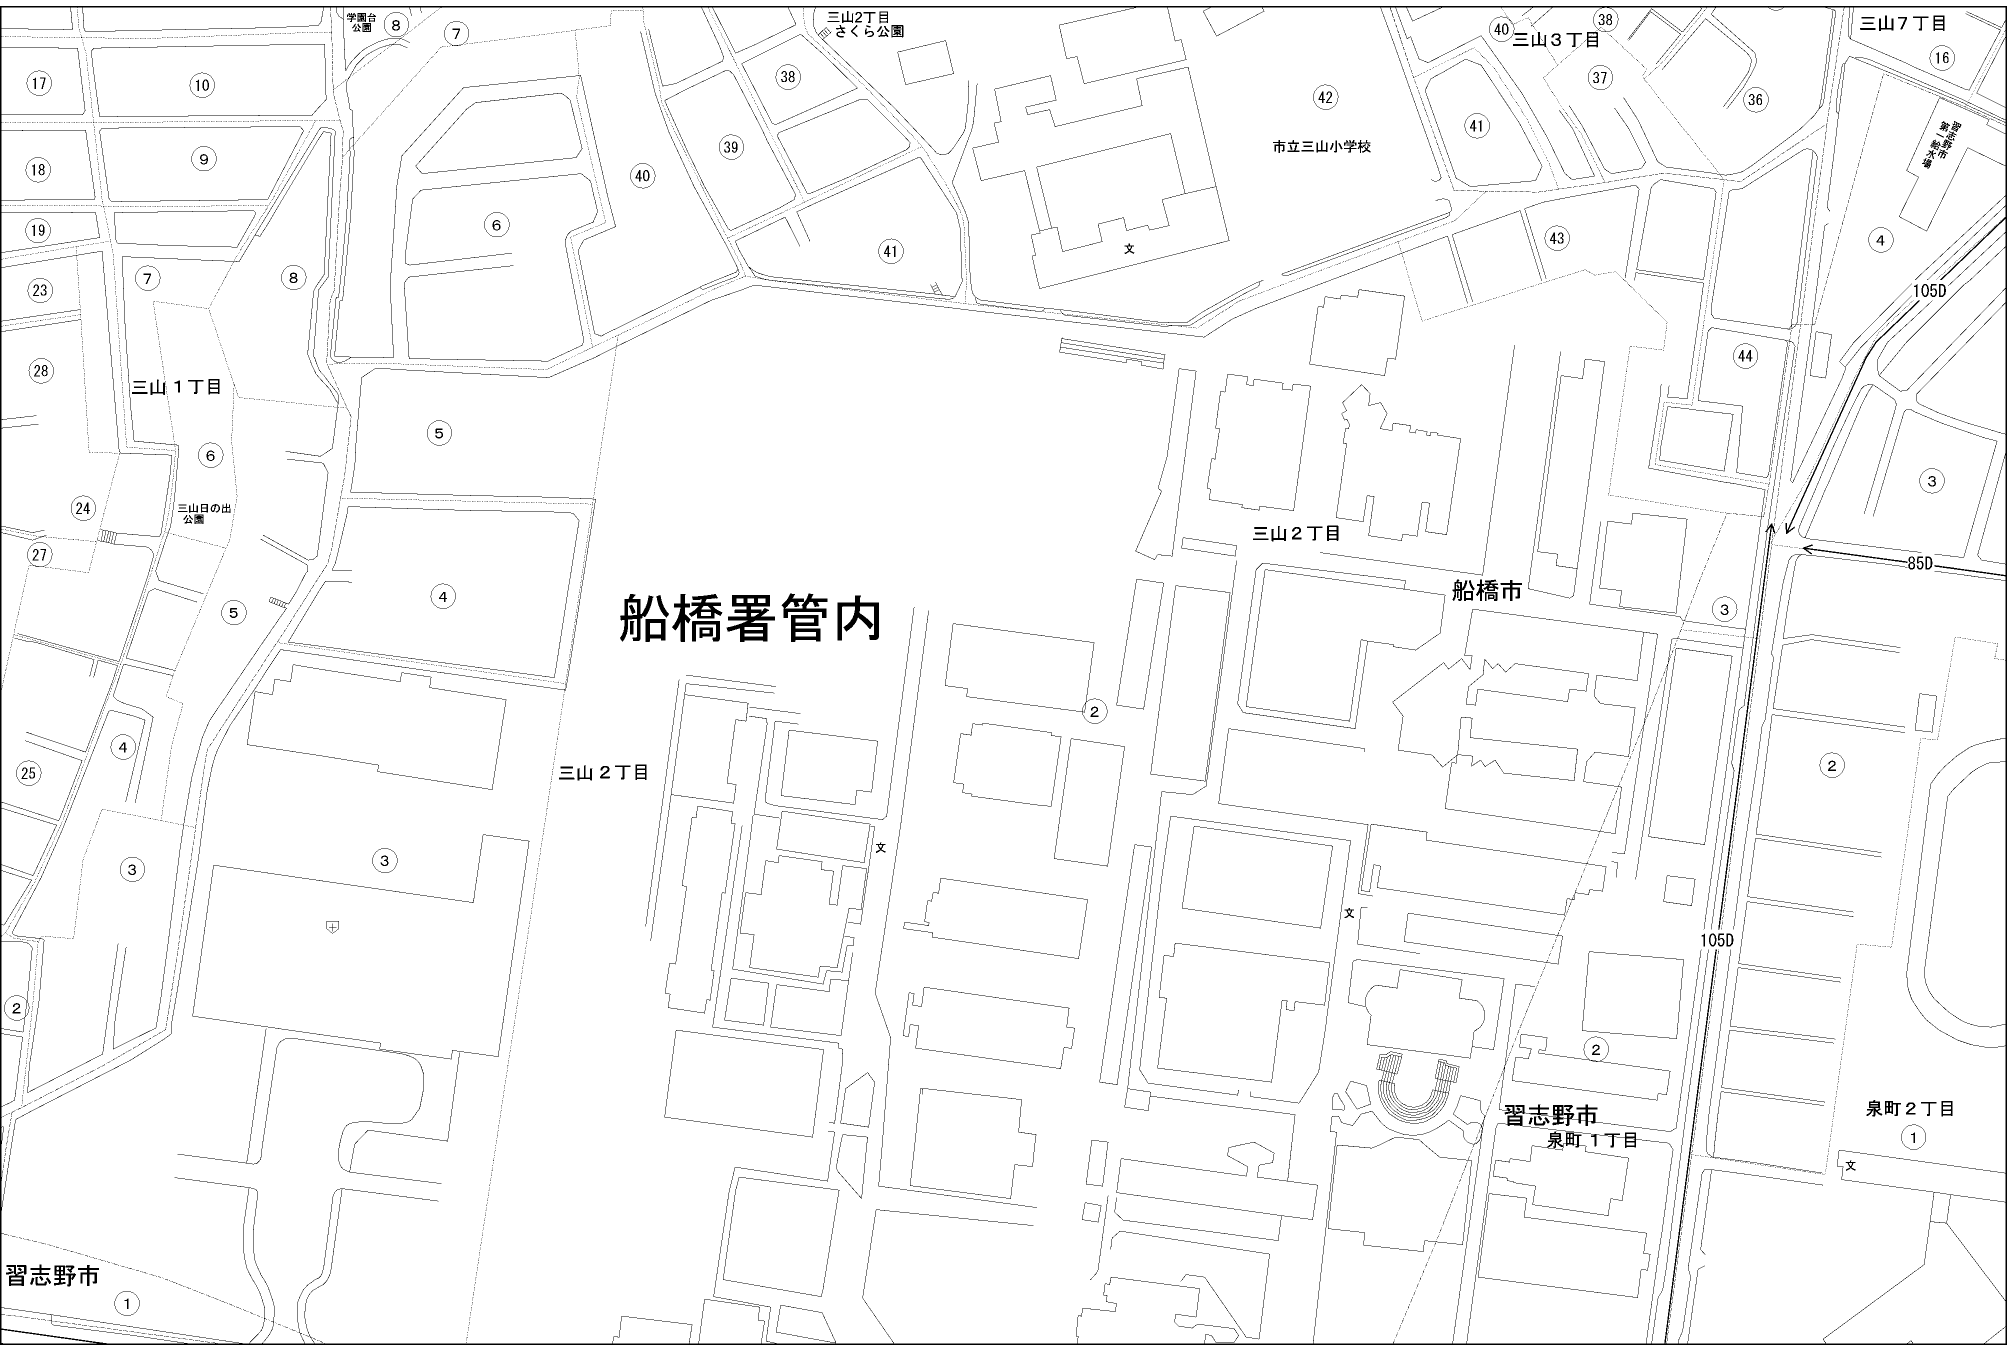 学園台
公園
8
7
三山2丁目
さくら公園
40
三山３丁目
38
三山７丁目
16
17
10
38
42
37
36
41
市立三山小学校
習志野市
第一給水場
18
9
39
40
19
6
41
文
43
4
7
8
23
105D
28
三山１丁目
44
5
6
3
24
三山日の出
公園
27
三山２丁目
85D
船橋市
5
4
船橋署管内
3
2
4
25
三山２丁目
2
文
3
3
文
105D
2
2
習志野市
泉町１丁目
泉町２丁目
1
文
習志野市
1